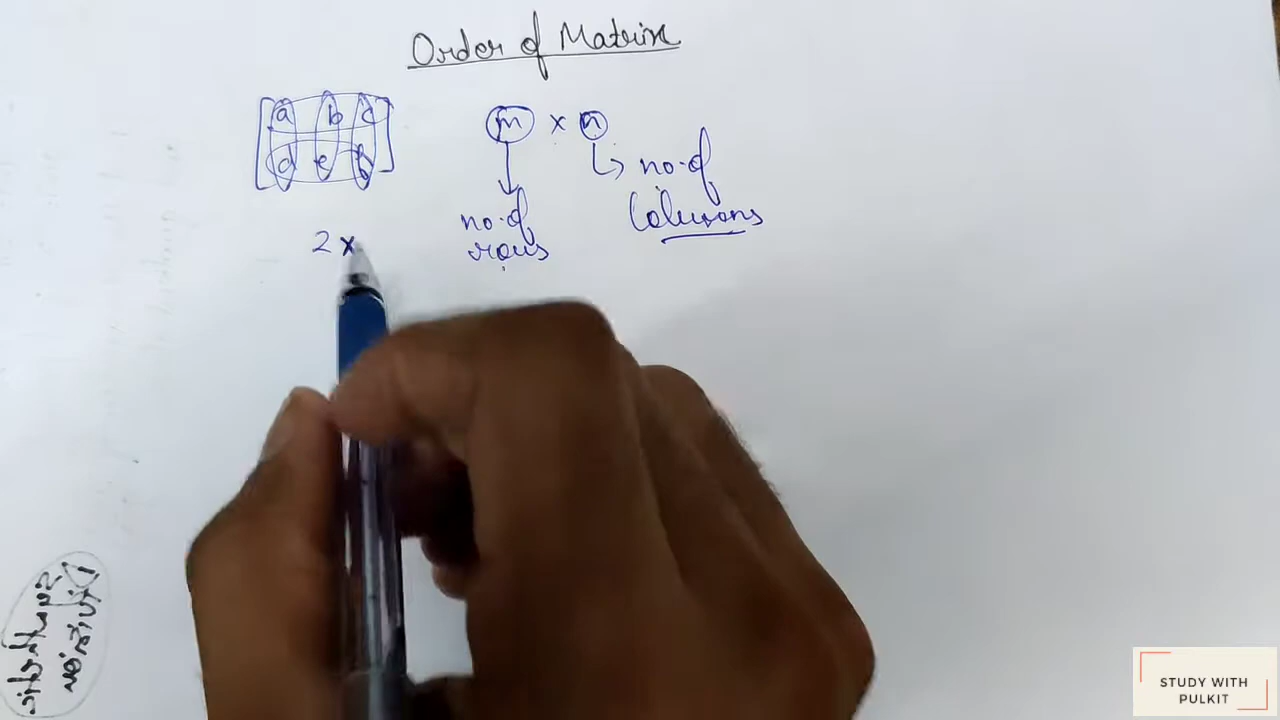 Order of Matrix
a b c
d e f
m x n
no. of
rows
no. of
Columns
2 x
STUDY WITH
PULKIT